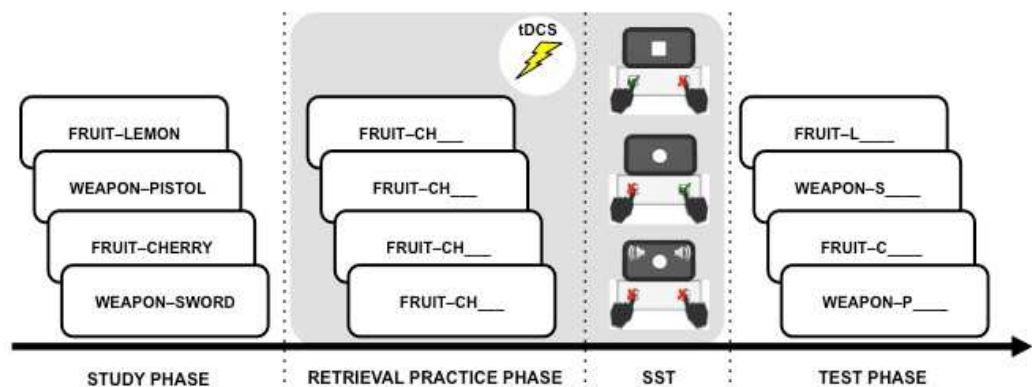 tDCS
FRUIT–LEMON
WEAPON–PISTOL
FRUIT–CHERRY
WEAPON–SWORD
FRUIT–CH___
FRUIT–CH___
FRUIT–CH___
FRUIT–CH___
FRUIT–L____
WEAPON–S____
FRUIT–C____
WEAPON–P____
STUDY PHASE
RETRIEVAL PRACTICE PHASE
SST
TEST PHASE